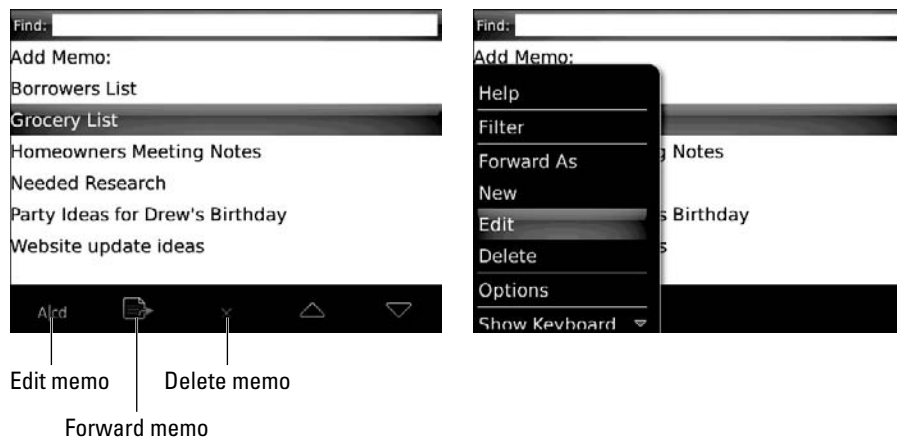 Find:
Add Memo:
Borrowers List
Grocery List
Homeowners Meeting Notes
Needed Research
Party Ideas for Drew's Birthday
Website update ideas
A|cd
Edit memo
Delete memo
Forward memo
Find:
Add Memo:
Help
Filter
Forward As
Notes
New
Edit
s Birthday
Delete
s
Options
Show Keyboard